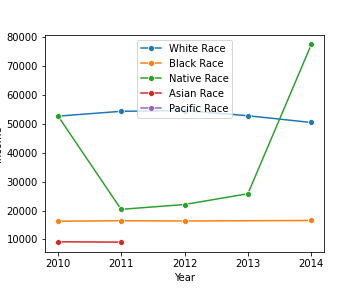 White Race
Black Race
Native Race
Asian Race
Pacific Race
80000
70000
60000
50000
40000
30000
20000
10000
2010 2011 2012 2013 2014
Year